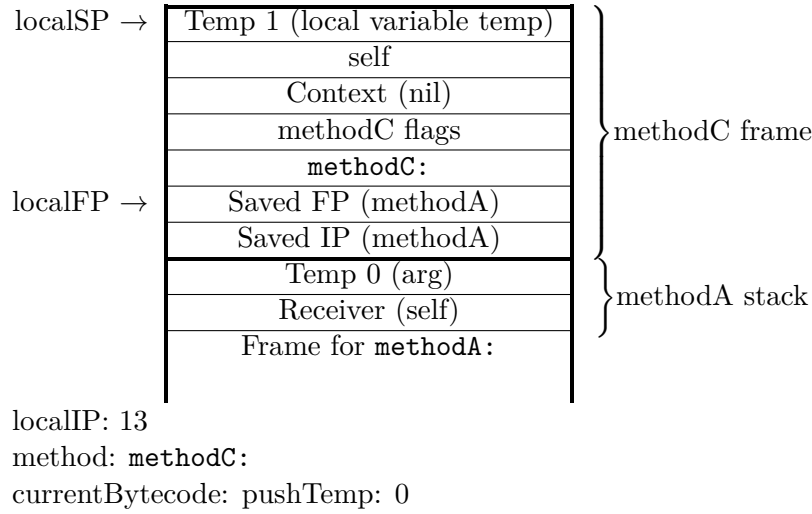 localSP → Temp 1 (local variable temp)
self
Context (nil)
methodC flags
methodC frame
methodC:
localFP → Saved FP (methodA)
Saved IP (methodA)
Temp 0 (arg)
methodA stack
Receiver (self)
Frame for methodA:
localIP: 13
method: methodC:
currentBytecode: pushTemp: 0